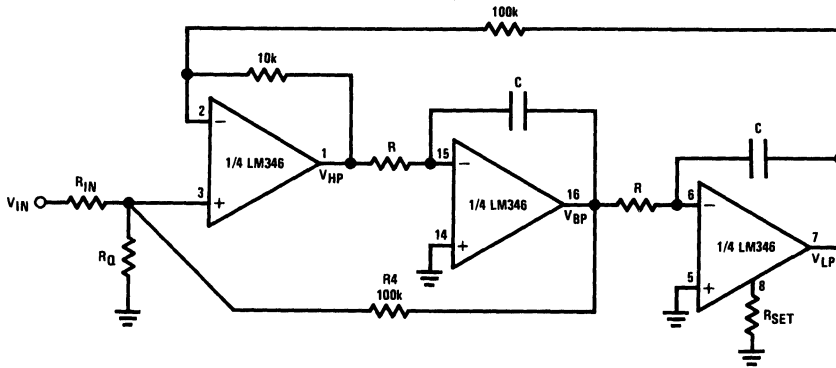 100k
10k
C
2
−
1/4 LM346
1
V_HP
3
+
R_IN
V_IN
R_Q
R
15
−
1/4 LM346
16
V_BP
14
+
R4
100k
C
R
6
−
1/4 LM346
7
V_LP
5
+
8
R_SET